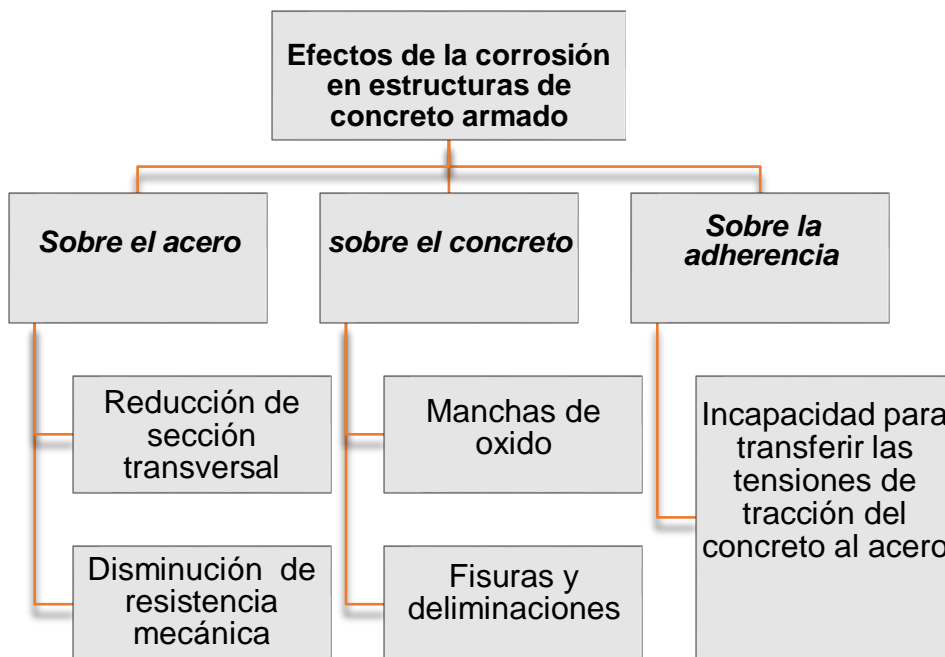 Efectos de la corrosión
en estructuras de
concreto armado
Sobre el acero
sobre el concreto
Sobre la
adherencia
Reducción de
sección
transversal
Manchas de
oxido
Incapacidad para
transferir las
tensiones de
tracción del
concreto al acero
Disminución de
resistencia
mecánica
Fisuras y
deliminaciones